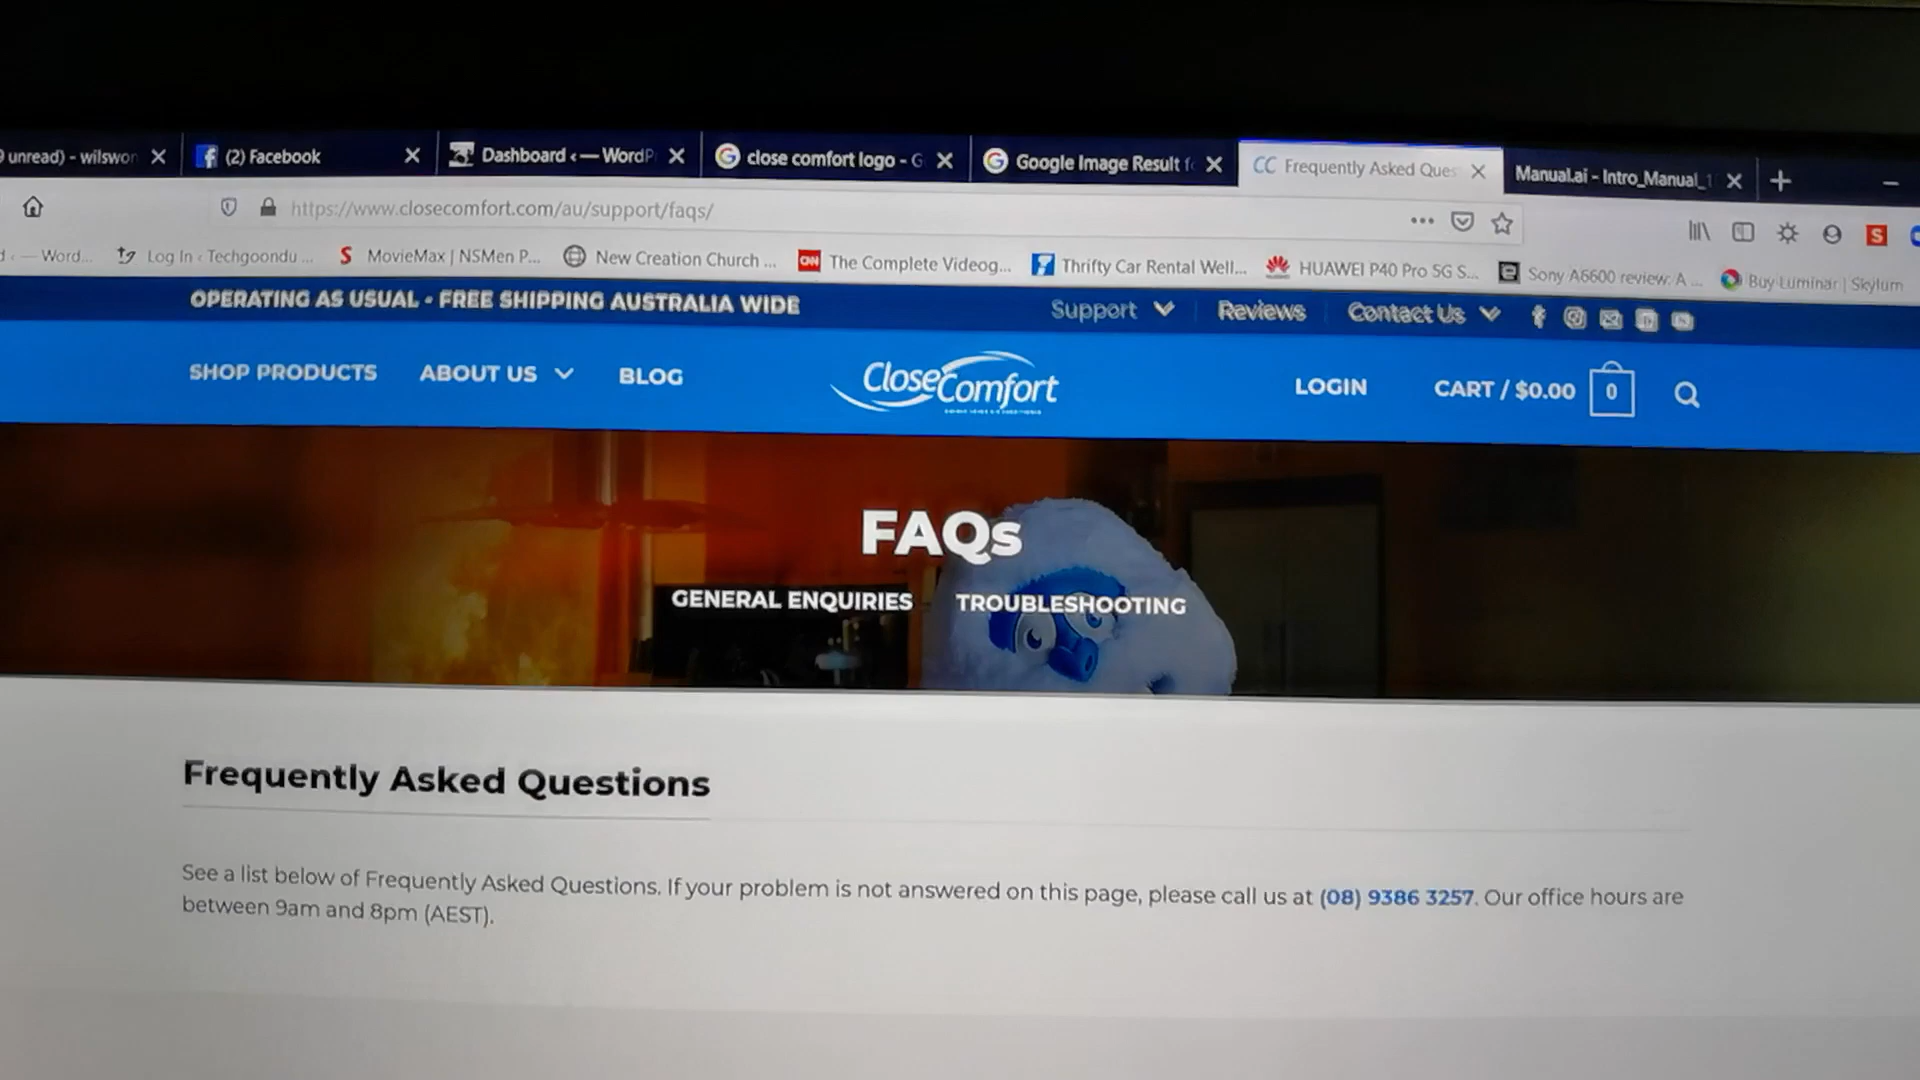 unread) - wilswor
(2) Facebook
Dashboard ‹ — WordP
close comfort logo - G
Google Image Result f
CC Frequently Asked Ques
Manual.ai - Intro_Manual_1
https://www.closecomfort.com/au/support/faqs/
‹ — Word...
Log In ‹ Techgoondu ...
MovieMax | NSMen P...
New Creation Church ...
The Complete Videog...
Thrifty Car Rental Well...
HUAWEI P40 Pro 5G S...
Sony A6600 review: A ...
Buy Luminar | Skylum
OPERATING AS USUAL • FREE SHIPPING AUSTRALIA WIDE
Support
Reviews
Contact Us
SHOP PRODUCTS
ABOUT US
BLOG
CloseComfort
LOGIN
CART / $0.00
0
FAQs
GENERAL ENQUIRIES
TROUBLESHOOTING
Frequently Asked Questions
See a list below of Frequently Asked Questions. If your problem is not answered on this page, please call us at (08) 9386 3257. Our office hours are
between 9am and 8pm (AEST).